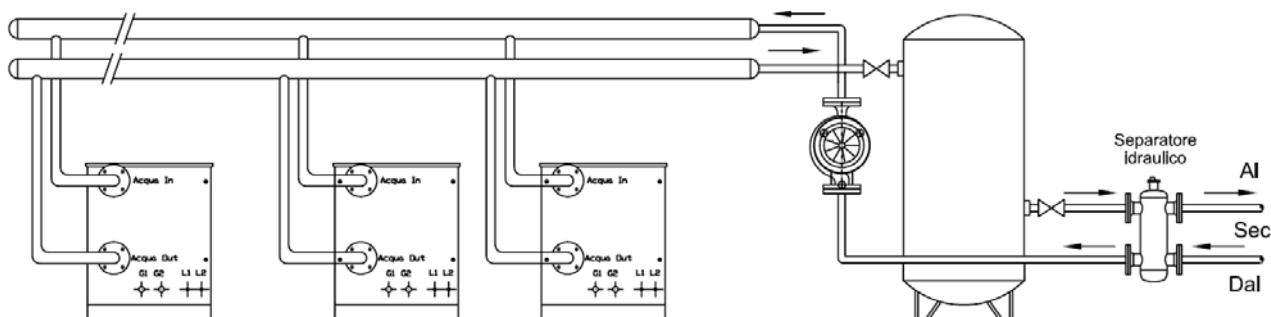 Acqua In
Acqua Out
G1 G2 L1 L2
Acqua In
Acqua Out
G1 G2 L1 L2
Acqua In
Acqua Out
G1 G2 L1 L2
Separatore
idraulico
Al
Sec
Dal